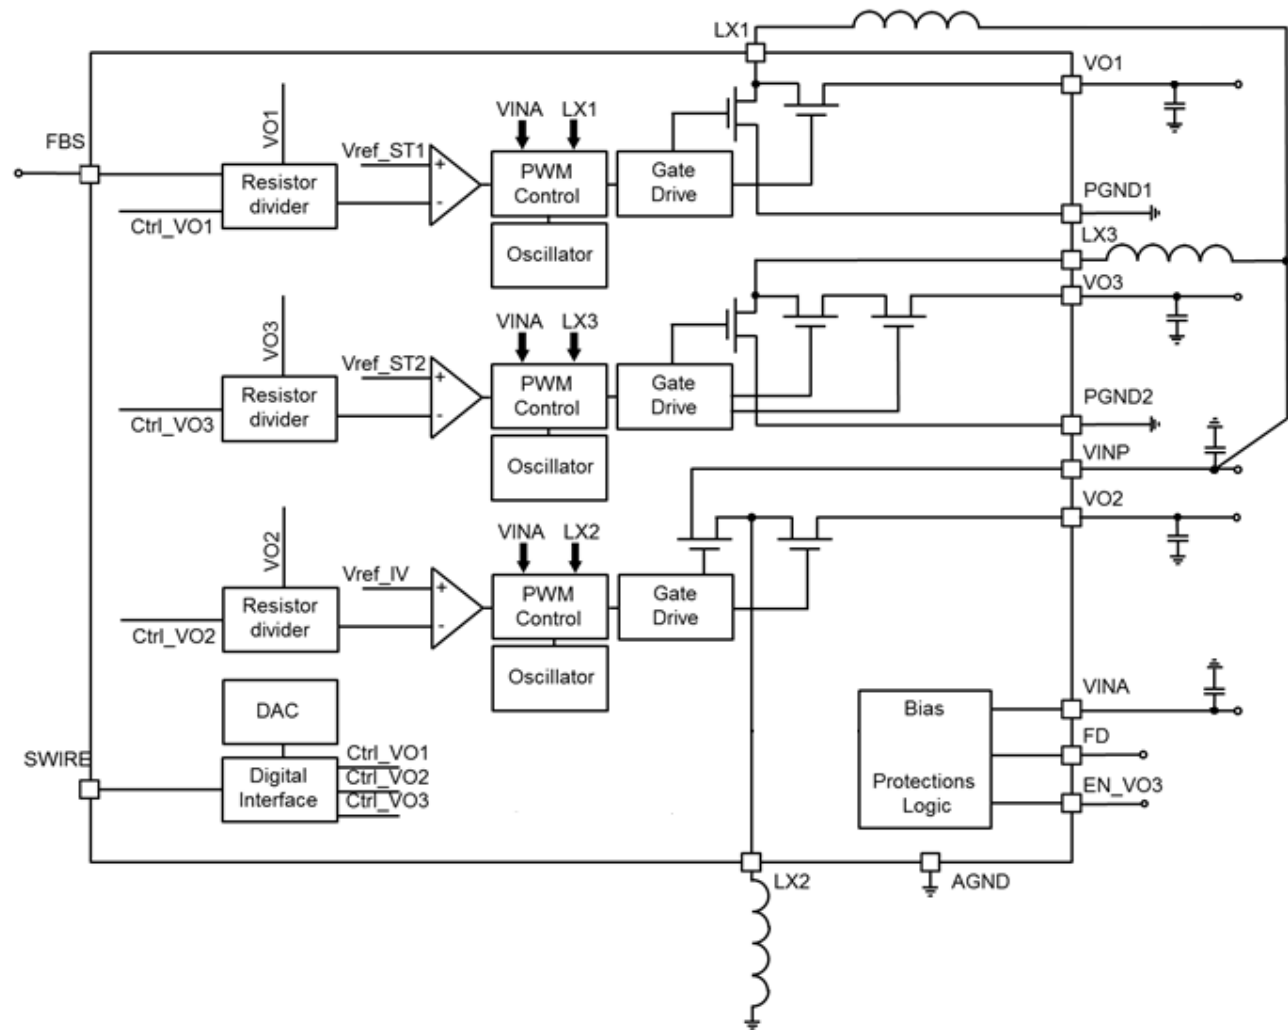 LX1
VO1
FBS
VO1
Vref_ST1
+
-
VINA
LX1
Resistor
divider
PWM
Control
Gate
Drive
Ctrl_VO1
PGND1
Oscillator
LX3
VO3
VO3
Vref_ST2
+
-
VINA
LX3
Resistor
divider
PWM
Control
Gate
Drive
Ctrl_VO3
PGND2
Oscillator
VINP
VO2
VO2
Vref_IV
+
-
VINA
LX2
Resistor
divider
PWM
Control
Gate
Drive
Ctrl_VO2
Oscillator
DAC
Bias
VINA
FD
SWIRE
Digital
Interface
Ctrl_VO1
Ctrl_VO2
Ctrl_VO3
Protections
Logic
EN_VO3
LX2
AGND